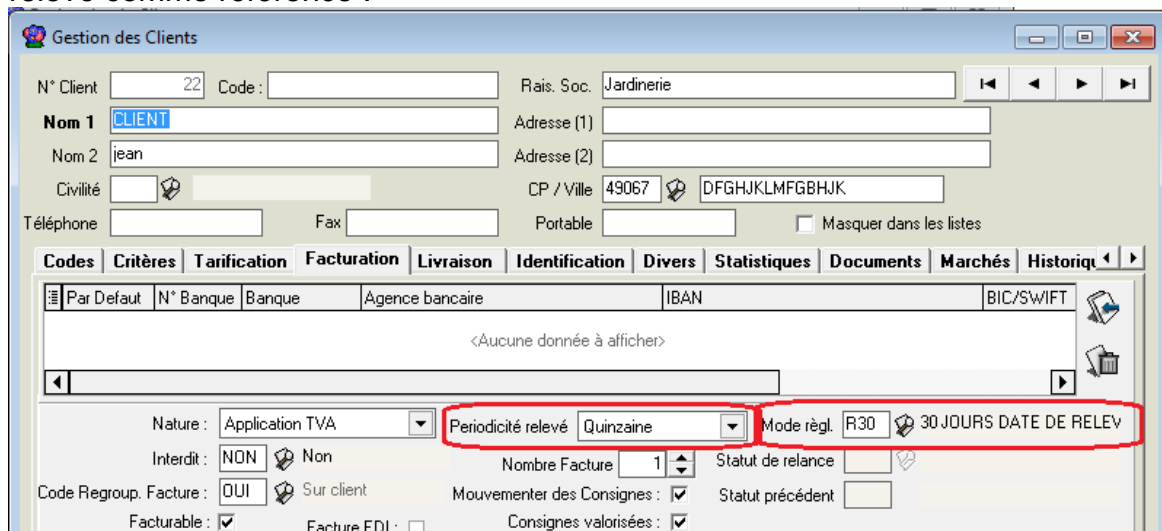 Gestion des Clients
N° Client 22 Code : Rais. Soc. Jardinerie
Nom 1 CLIENT Adresse (1)
Nom 2 jean Adresse (2)
Civilité CP / Ville 49067 DFGHJKLMFGBHJK
Téléphone Fax Portable Masquer dans les listes
Codes Critères Tarification Facturation Livraison Identification Divers Statistiques Documents Marchés Historiqu
Par Defaut N° Banque Banque Agence bancaire IBAN BIC/SWIFT
<Aucune donnée à afficher>
Nature : Application TVA Periodicité relevé Quinzaine Mode règl. R30 30 JOURS DATE DE RELEV
Interdit : NON Non Nombre Facture 1 Statut de relance
Code Regroup. Facture : OUI Sur client Mouvementer des Consignes : Statut précédent
Facturable : Facture EDI : Consignes valorisées :